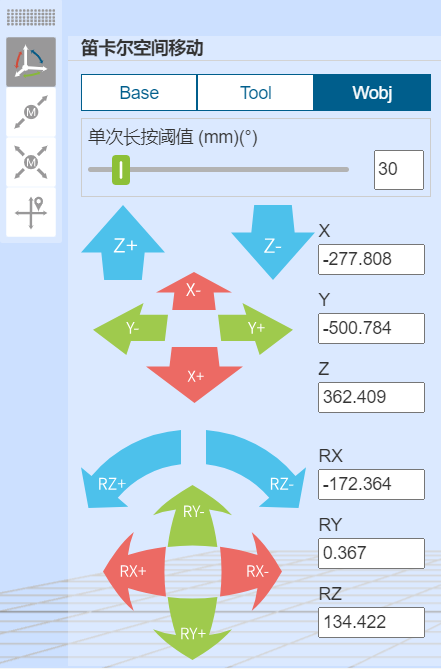 笛卡尔空间移动
Base Tool Wobj
单次长按阈值 (mm)(°)
30
Z+ Z-
X-
Y- Y+
X+
X
-277.808
Y
-500.784
Z
362.409
RZ+ RZ-
RY-
RX+ RX-
RY+
RX
-172.364
RY
0.367
RZ
134.422
M
M